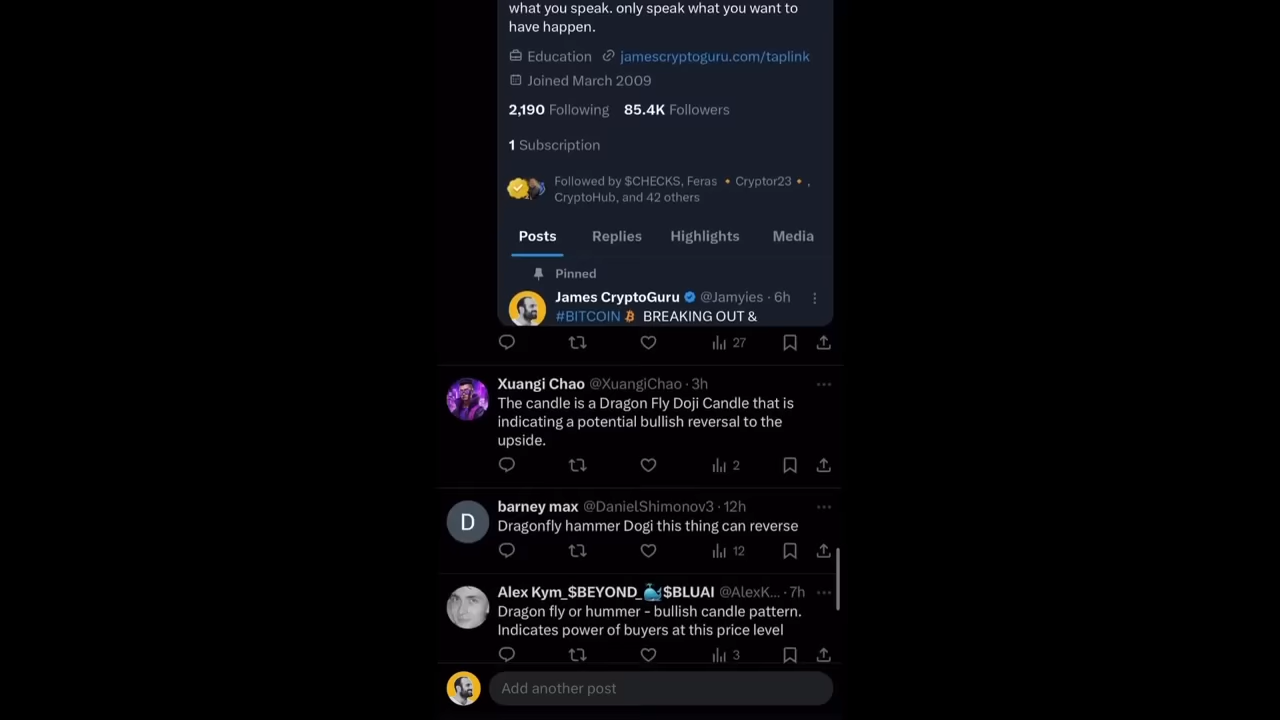 what you speak. only speak what you want to
have happen.
Education jamescryptoguru.com/taplink
Joined March 2009
2,190 Following 85.4K Followers
1 Subscription
Followed by $CHECKS, Feras 🔸 Cryptor23 🔸,
CryptoHub, and 42 others
Posts Replies Highlights Media
Pinned
James CryptoGuru @Jamyies · 6h
#BITCOIN BREAKING OUT &
27
Xuangi Chao @XuangiChao · 3h
The candle is a Dragon Fly Doji Candle that is
indicating a potential bullish reversal to the
upside.
2
barney max @DanielShimonov3 · 12h
D
Dragonfly hammer Dogi this thing can reverse
12
Alex Kym_$BEYOND_🐳$BLUAI @AlexK... · 7h
Dragon fly or hummer - bullish candle pattern.
Indicates power of buyers at this price level
3
Add another post